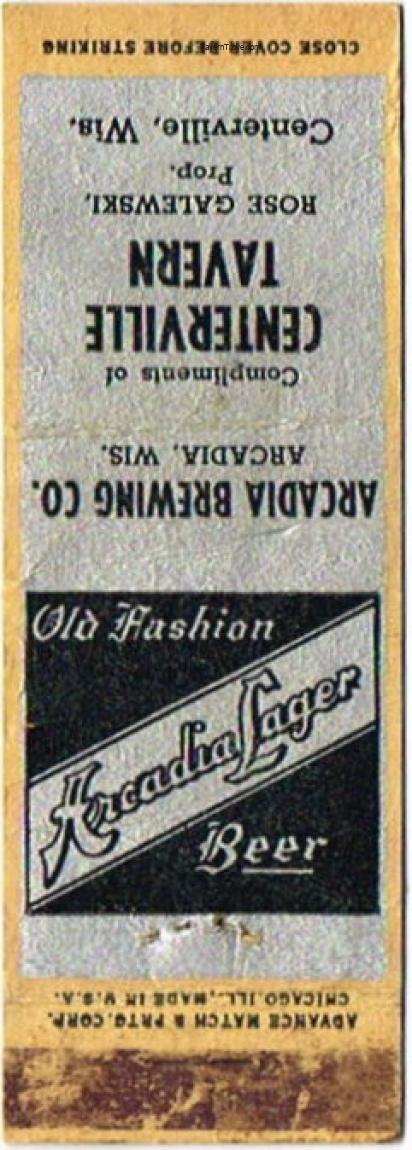 Old Fashion
Arcadia Lager
Beer
ADVANCE MATCH & PRTG. CORP.
CHICAGO, ILL., MADE IN U.S.A.
ARCADIA BREWING CO.
ARCADIA, WIS.
Compliments of
CENTERVILLE
TAVERN
ROSE GALEWSKI,
Prop.
Centerville, Wis.
CLOSE COVER BEFORE STRIKING